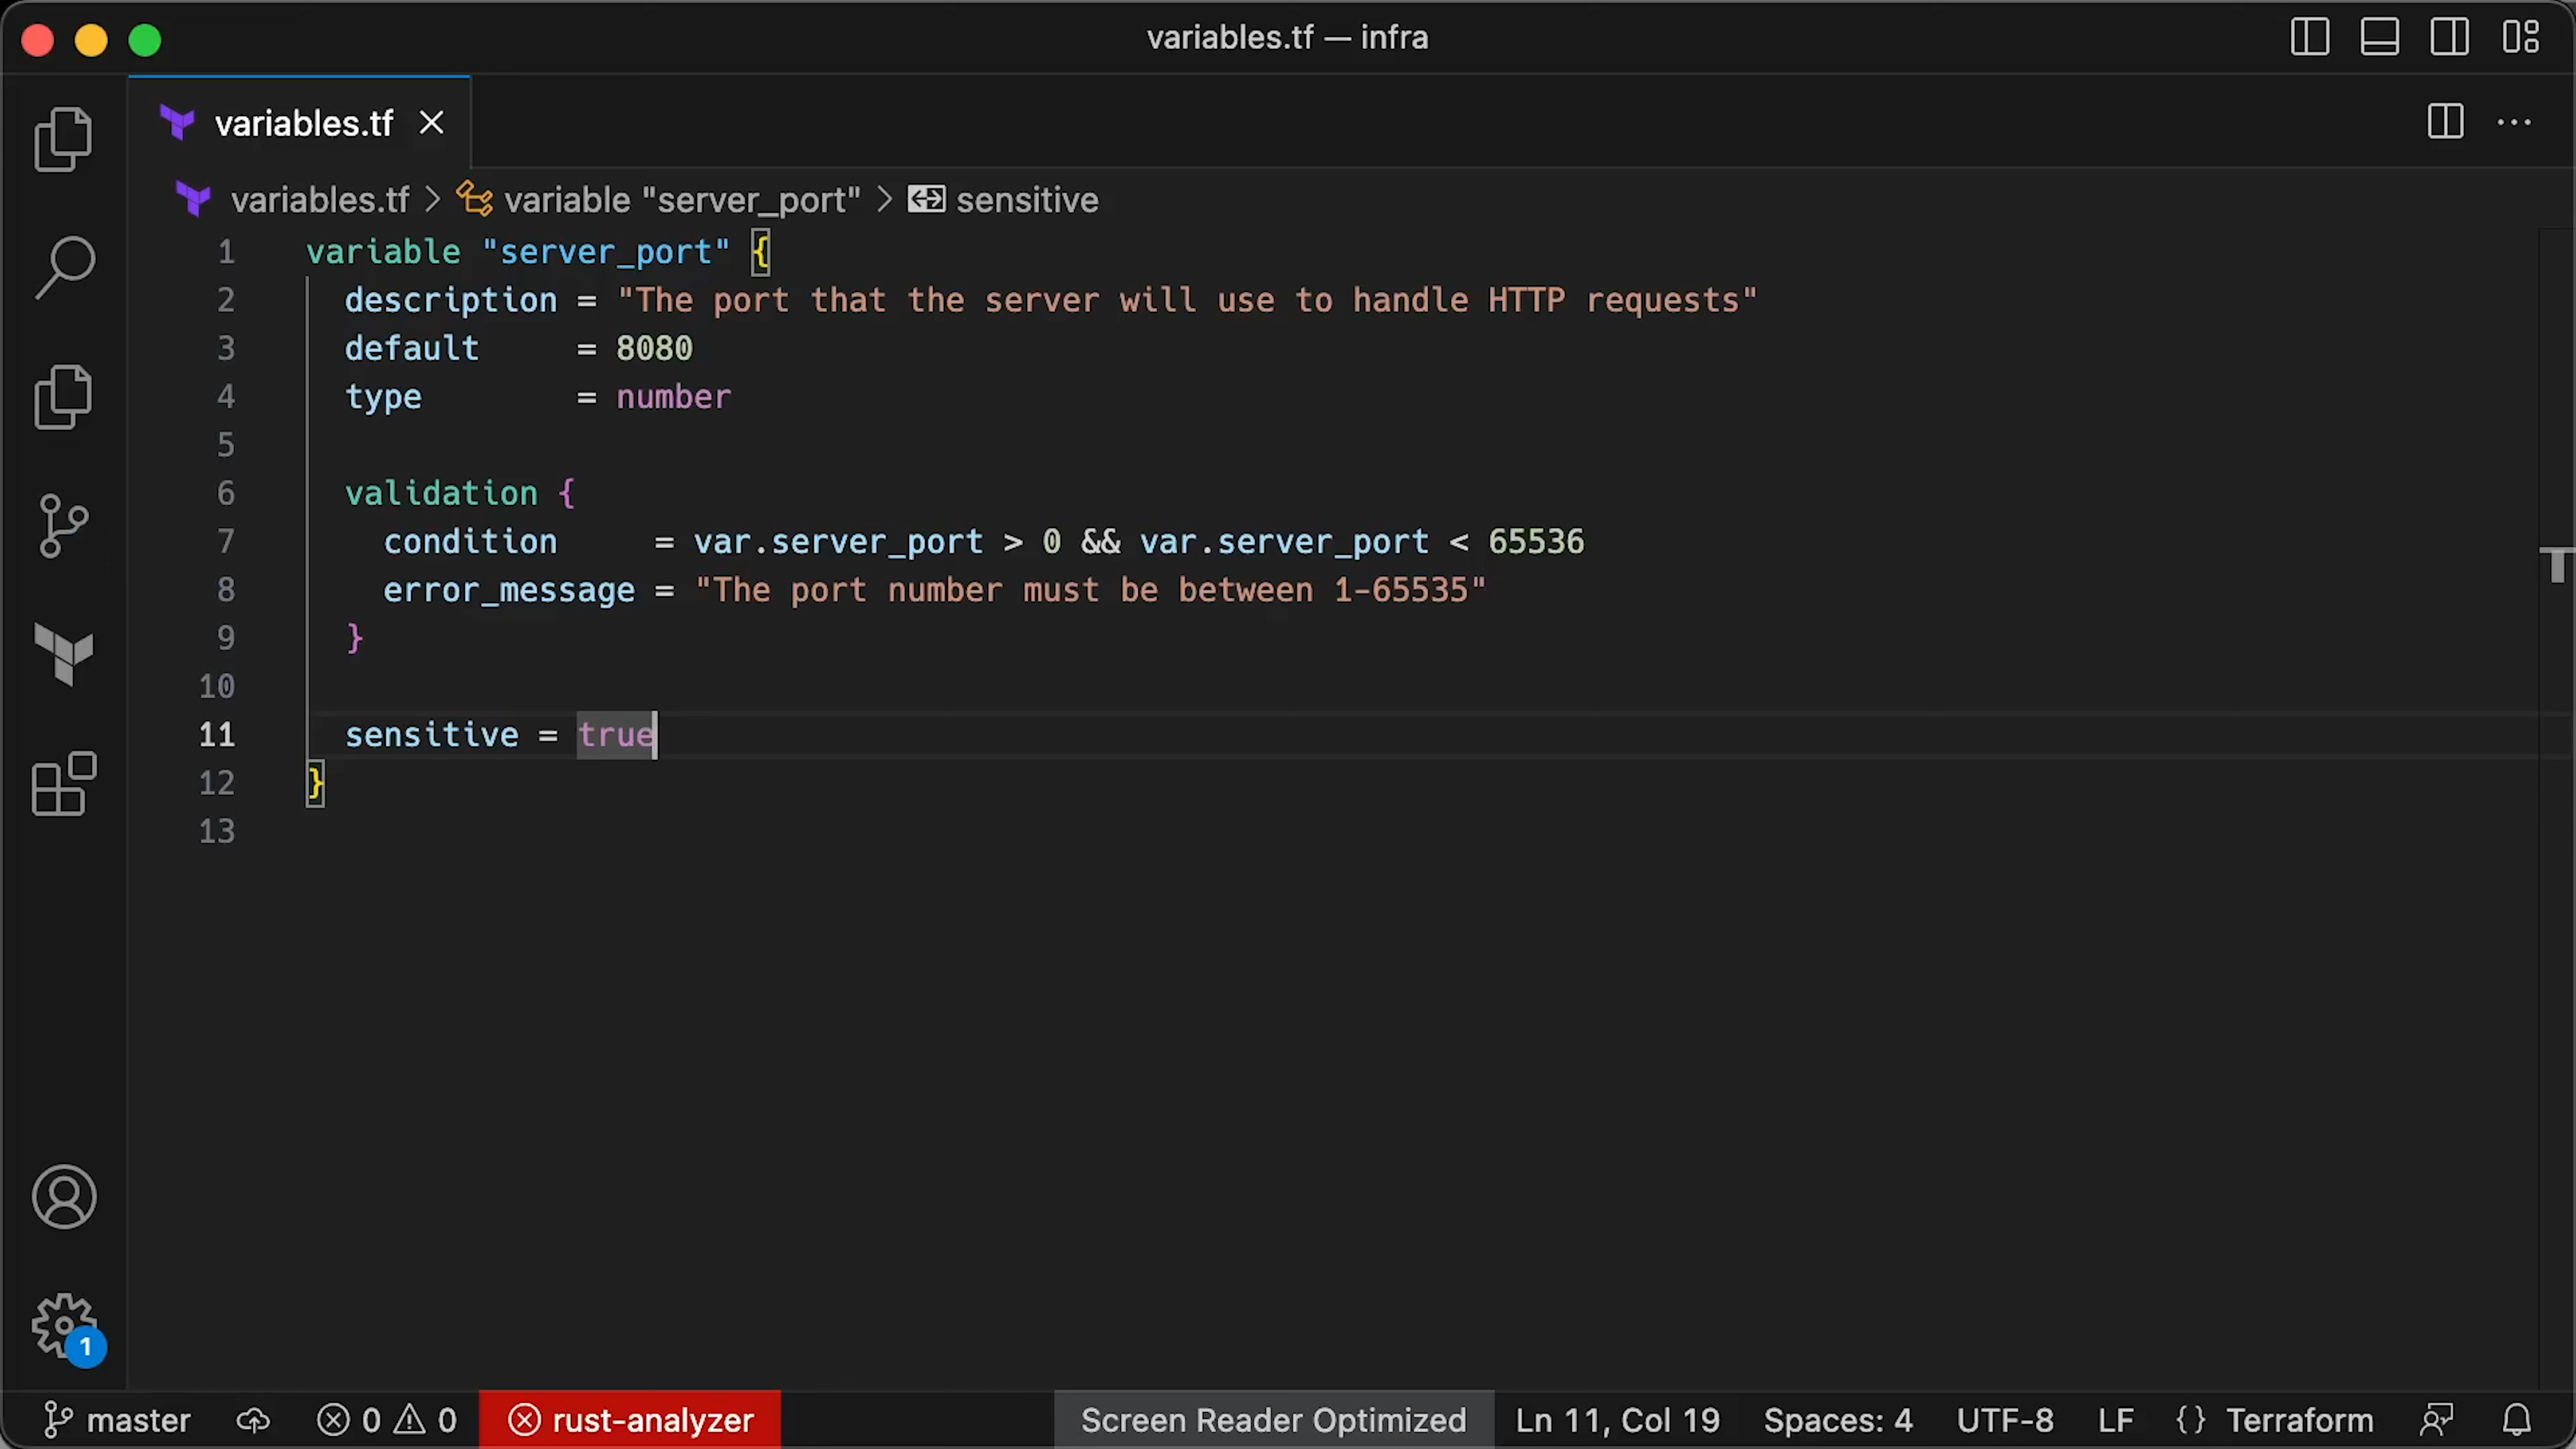 variables.tf — infra
variables.tf
variables.tf > variable "server_port" > sensitive
1 variable "server_port" {
2 description = "The port that the server will use to handle HTTP requests"
3 default     = 8080
4 type        = number
5
6 validation {
7 condition     = var.server_port > 0 && var.server_port < 65536
8 error_message = "The port number must be between 1-65535"
9 }
10
11 sensitive = true
12 }
13
1
master 0 0 rust-analyzer Screen Reader Optimized Ln 11, Col 19 Spaces: 4 UTF-8 LF {} Terraform